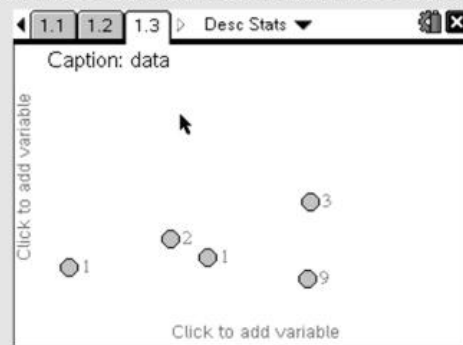 1.1 1.2 1.3 Desc Stats
Caption: data
Click to add variable
3
2
1
1
9
Click to add variable